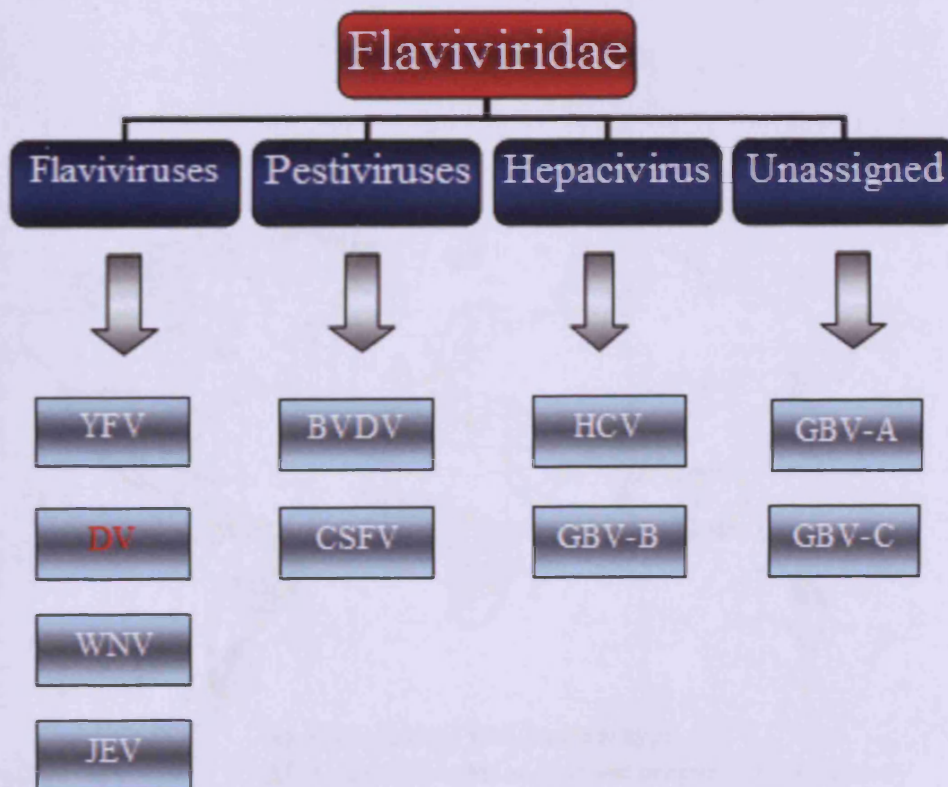 Flaviviridae
Flaviviruses
Pestiviruses
Hepacivirus
Unassigned
YFV
BVDV
HCV
GBV-A
DV
CSFV
GBV-B
GBV-C
WNV
JEV